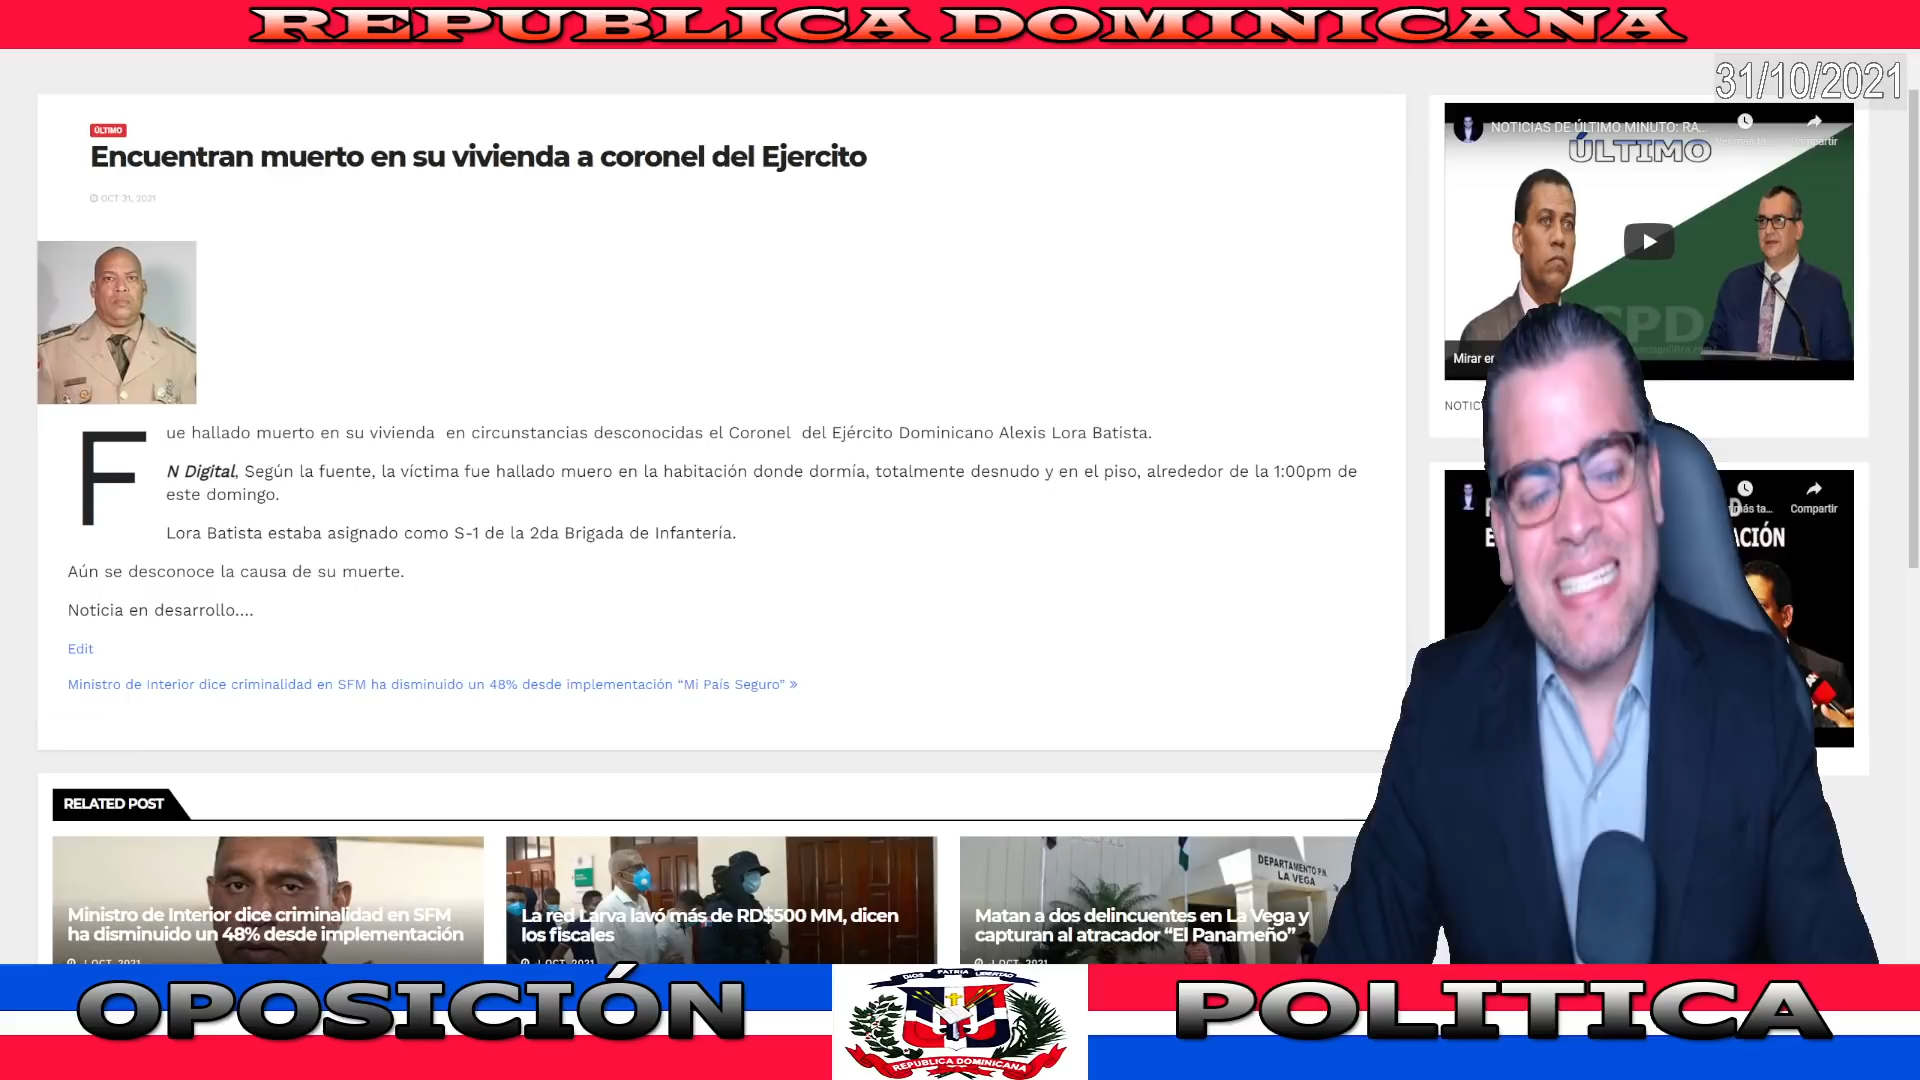 REPUBLICA DOMINICANA
31/10/2021
ÚLTIMO
Encuentran muerto en su vivienda a coronel del Ejercito
OCT 31, 2021
Fue hallado muerto en su vivienda en circunstancias desconocidas el Coronel del Ejército Dominicano Alexis Lora Batista.
N Digital, Según la fuente, la víctima fue hallado muero en la habitación donde dormía, totalmente desnudo y en el piso, alrededor de la 1:00pm de
este domingo.
Lora Batista estaba asignado como S-1 de la 2da Brigada de Infantería.
Aún se desconoce la causa de su muerte.
Noticia en desarrollo....
Edit
Ministro de Interior dice criminalidad en SFM ha disminuido un 48% desde implementación “Mi País Seguro” »
NOTICIAS DE ÚLTIMO MINUTO: RA...
Compartir
ÚLTIMO
Mirar en
NOTIC
más ta...
Compartir
ACIÓN
RELATED POST
Ministro de Interior dice criminalidad en SFM
ha disminuido un 48% desde implementación
La red Larva lavó más de RD$500 MM, dicen
los fiscales
DEPARTAMENTO P.N.
LA VEGA
Matan a dos delincuentes en La Vega y
capturan al atracador “El Panameño”
OPOSICIÓN
DIOS PATRIA LIBERTAD
REPUBLICA DOMINICANA
POLITICA